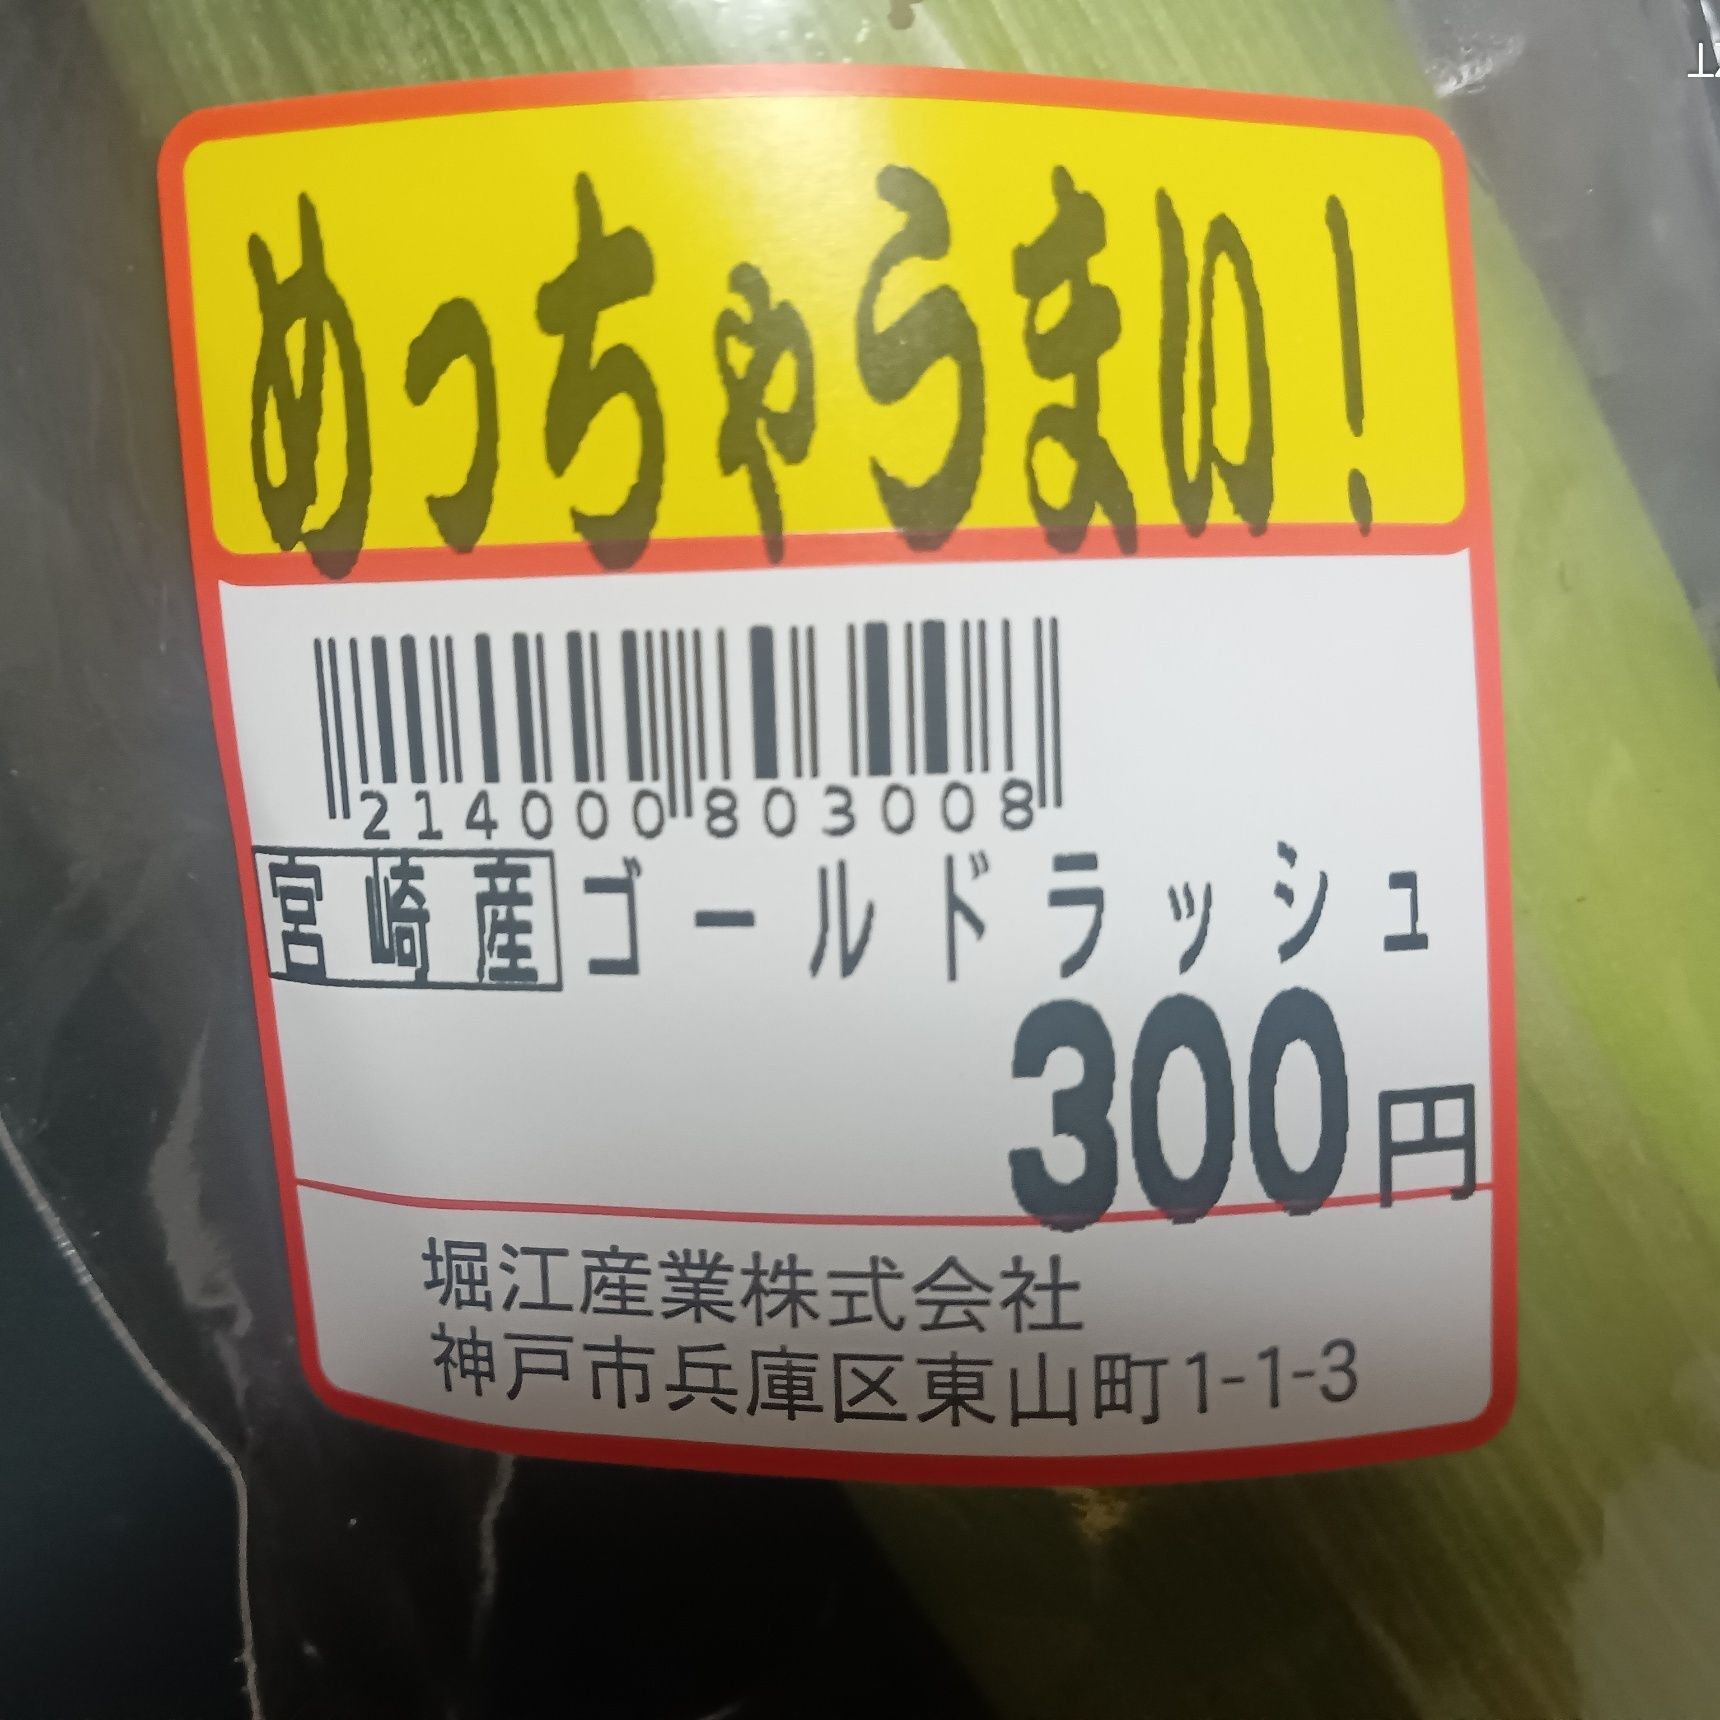 めっちゃうまい!
214000803008
宮崎産ゴールドラッシュ
300円
堀江産業株式会社
神戸市兵庫区東山町1-1-3